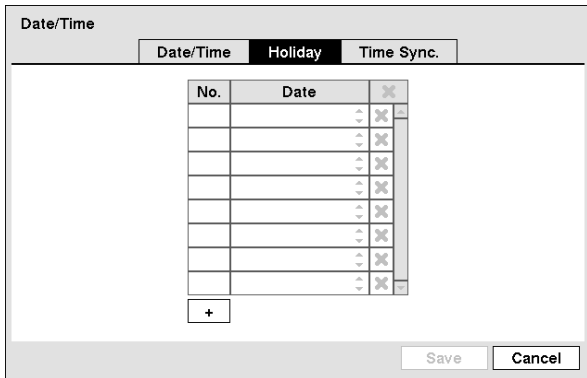 Date/Time
Date/Time Holiday Time Sync.
No. Date
+
Save Cancel